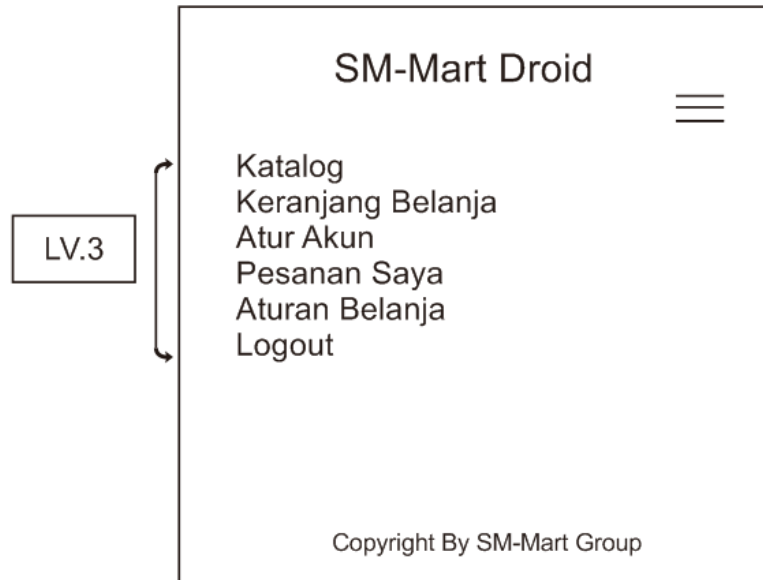 SM-Mart Droid
Katalog
Keranjang Belanja
Atur Akun
Pesanan Saya
Aturan Belanja
Logout
LV.3
Copyright By SM-Mart Group